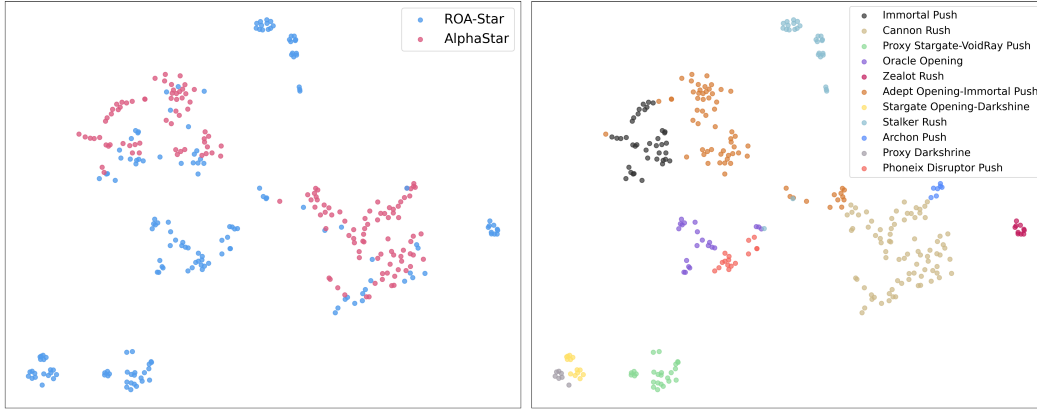 ROA-Star
AlphaStar
Immortal Push
Cannon Rush
Proxy Stargate-VoidRay Push
Oracle Opening
Zealot Rush
Adept Opening-Immortal Push
Stargate Opening-Darkshine
Stalker Rush
Archon Push
Proxy Darkshrine
Phoneix Disruptor Push